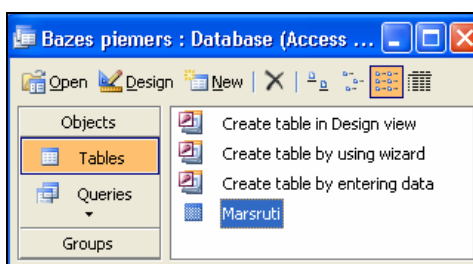 Bazes piemers : Database (Access ...
Open Design New
Objects
Tables
Queries
Groups
Create table in Design view
Create table by using wizard
Create table by entering data
Marsruti